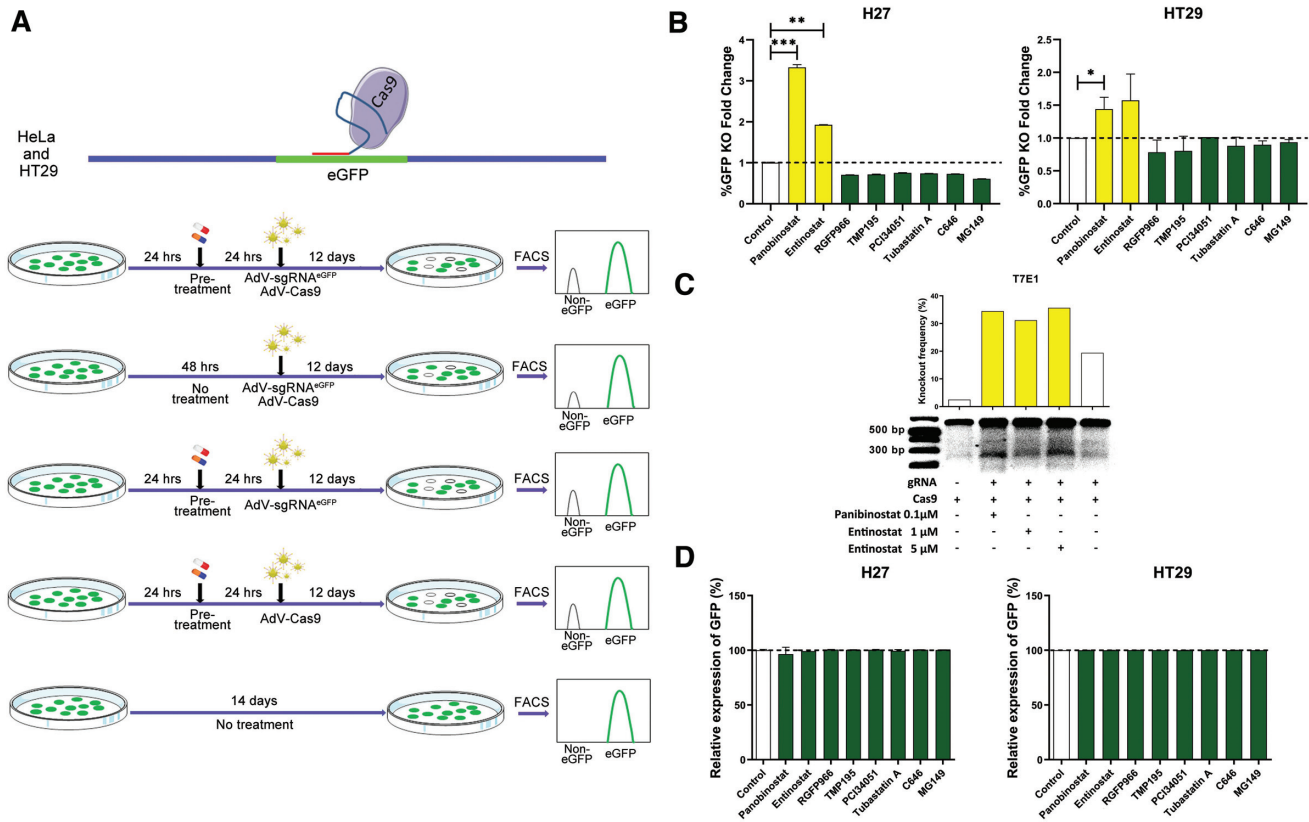 A
Cas9
HeLa
and
HT29
eGFP
24 hrs
24 hrs
12 days
FACS
Pre-
treatment
AdV-sgRNAeGFP
AdV-Cas9
Non-
eGFP
eGFP
48 hrs
12 days
FACS
No
treatment
AdV-sgRNAeGFP
AdV-Cas9
Non-
eGFP
eGFP
24 hrs
24 hrs
12 days
FACS
Pre-
treatment
AdV-sgRNAeGFP
Non-
eGFP
eGFP
24 hrs
24 hrs
12 days
FACS
Pre-
treatment
AdV-Cas9
Non-
eGFP
eGFP
14 days
FACS
No treatment
Non-
eGFP
eGFP
B
H27
%GFP KO Fold Change
4
3
2
1
0
**
***
Control
Panobinostat
Entinostat
RGFP966
TMP195
PCI34051
Tubastatin A
C646
MG149
HT29
%GFP KO Fold Change
2.5
2.0
1.5
1.0
0.5
0.0
*
Control
Panobinostat
Entinostat
RGFP966
TMP195
PCI34051
Tubastatin A
C646
MG149
C
T7E1
Knockout frequency (%)
40
30
20
10
0
500 bp
300 bp
gRNA - + + + +
Cas9 + + + + +
Panibinostat 0.1µM - + - - -
Entinostat 1 µM - - + - -
Entinostat 5 µM - - - + -
D
H27
Relative expression of GFP (%)
150
100
50
0
Control
Panobinostat
Entinostat
RGFP966
TMP195
PCI34051
Tubastatin A
C646
MG149
HT29
Relative expression of GFP (%)
150
100
50
0
Control
Panobinostat
Entinostat
RGFP966
TMP195
PCI34051
Tubastatin A
C646
MG149